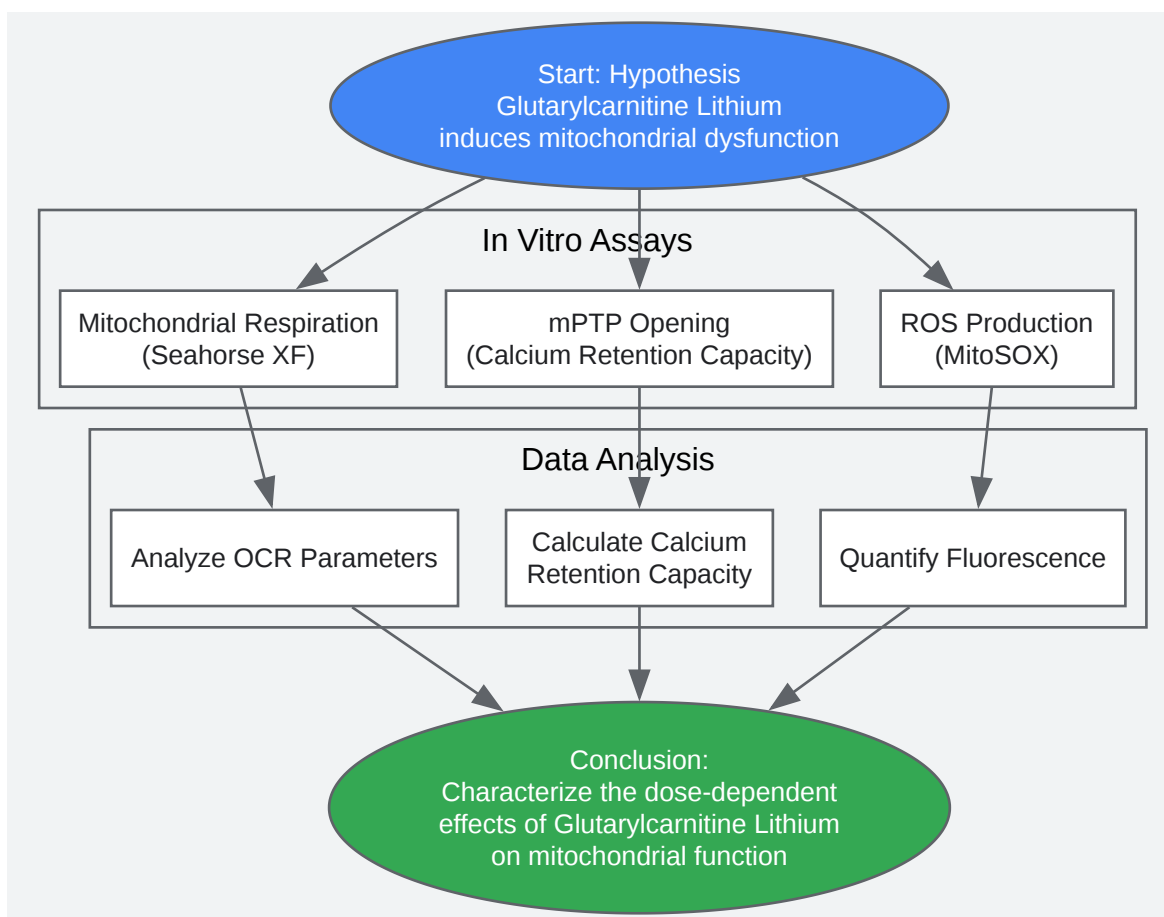 Start: Hypothesis
Glutarylcarnitine Lithium
induces mitochondrial dysfunction
In Vitro Assays
Mitochondrial Respiration
(Seahorse XF)
mPTP Opening
(Calcium Retention Capacity)
ROS Production
(MitoSOX)
Data Analysis
Analyze OCR Parameters
Calculate Calcium
Retention Capacity
Quantify Fluorescence
Conclusion:
Characterize the dose-dependent
effects of Glutarylcarnitine Lithium
on mitochondrial function